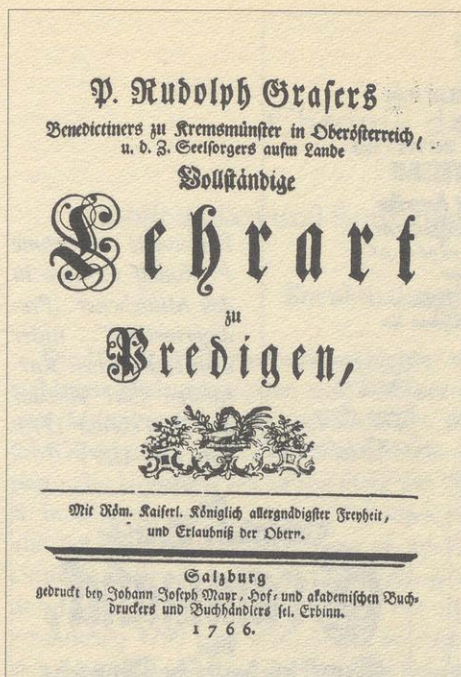 P. Rudolph Grasers
Benedictiners zu Kremsmünster in Oberösterreich,
u. d. Z. Seelsorgers aufm Lande
Vollständige
Lehrart
zu
Predigen,
Mit Röm. Kaiserl. Königlich allergnädigster Freyheit,
und Erlaubniß der Obern.
Salzburg
gedruckt bey Johann Joseph Mayr, Hof- und akademischen Buch-
druckers und Buchhändlers sel. Erbinn.
1766.